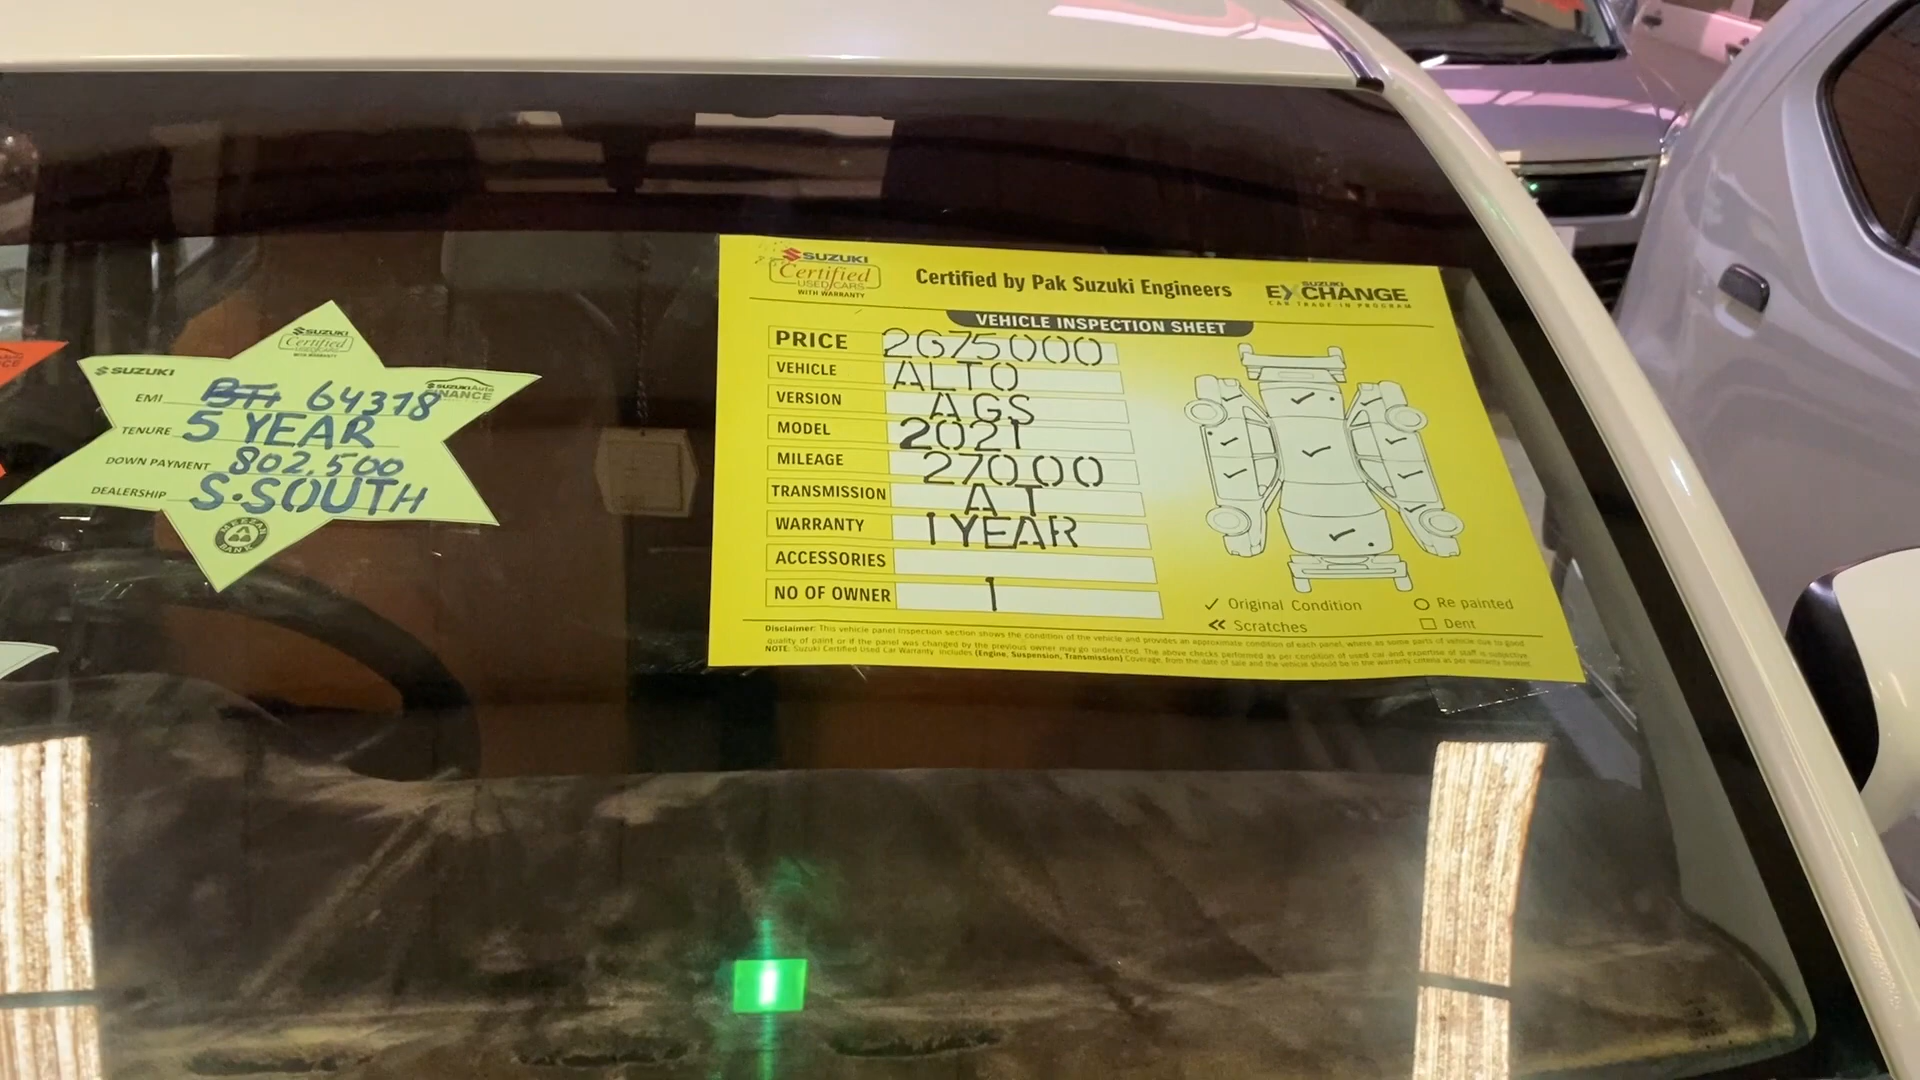 SUZUKI
Certified
USED CARS
WITH WARRANTY
Certified by Pak Suzuki Engineers
SUZUKI
EXCHANGE
CAR TRADE-IN PROGRAM
VEHICLE INSPECTION SHEET
PRICE 2675000
VEHICLE ALTO
VERSION AGS
MODEL 2021
MILEAGE 27000
TRANSMISSION AT
WARRANTY 1 YEAR
ACCESSORIES
NO OF OWNER 1
✓ Original Condition
○ Re painted
Scratches
□ Dent
Disclaimer: This vehicle panel inspection section shows the condition of the vehicle and provides an approximate condition of each panel, where as some parts of vehicle due to good
quality of paint or if the panel was changed by the previous owner may go undetected. The above checks performed as per condition of used car and expertise of staff is subjective.
NOTE: Suzuki Certified Used Car Warranty includes (Engine, Suspension, Transmission) Coverage, from the date of sale and the vehicle should be in the warranty criteria as per warranty booklet.
SUZUKI
Certified
WITH WARRANTY
SUZUKI
SUZUKI Auto
FINANCE
EMI 64378
TENURE 5 YEAR
DOWN PAYMENT 802,500
DEALERSHIP S.SOUTH
MEEZAN
BANK